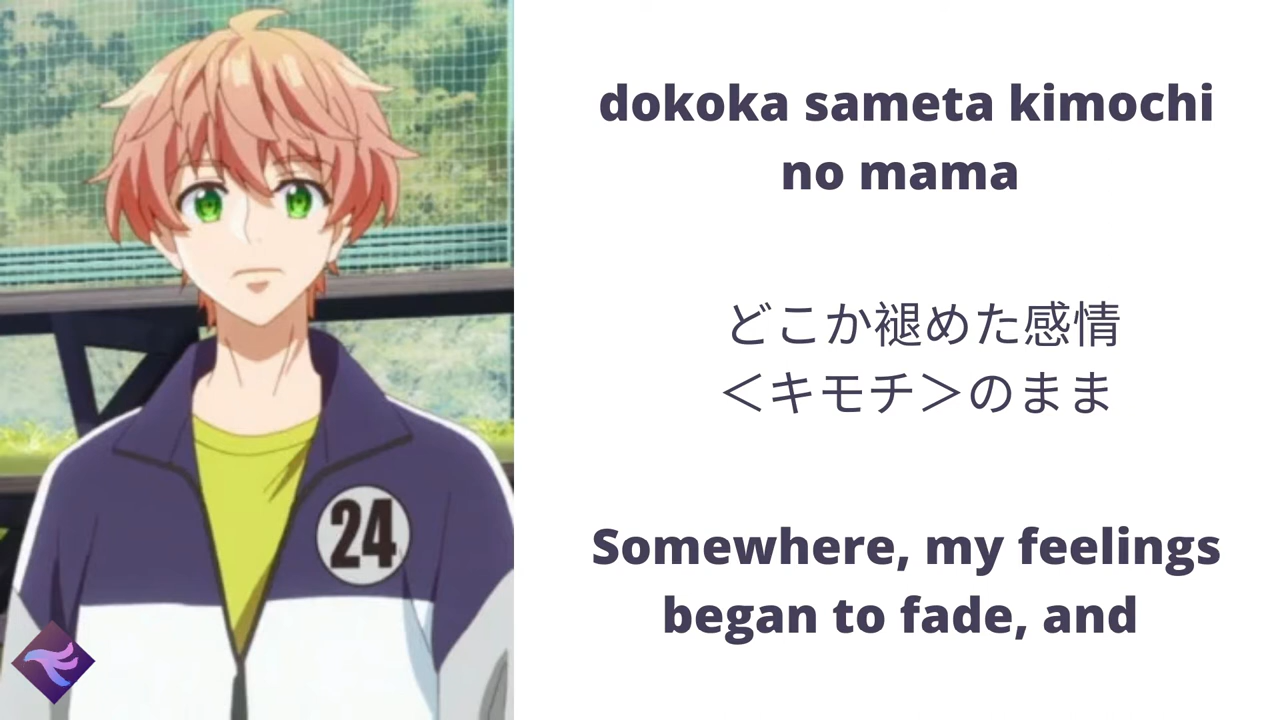 dokoka sameta kimochi
no mama
どこか褪めた感情
＜キモチ＞のまま
Somewhere, my feelings
began to fade, and
24